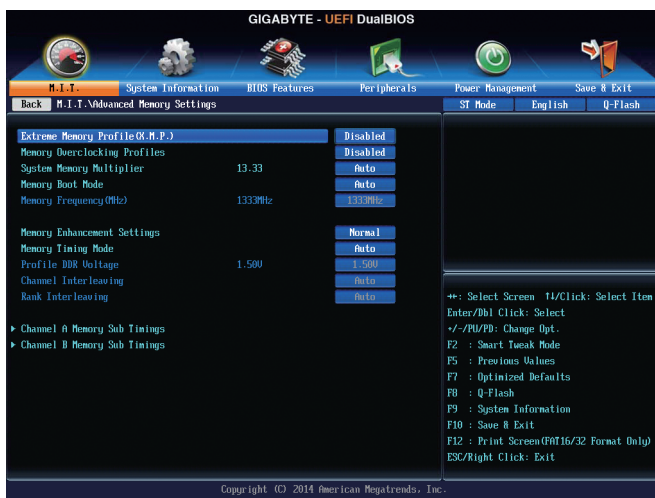 GIGABYTE - UEFI DualBIOS
M.I.T. System Information BIOS Features Peripherals Power Management Save & Exit
Back M.I.T.\Advanced Memory Settings ST Mode English Q-Flash
Extreme Memory Profile(X.M.P.) Disabled
Memory Overclocking Profiles Disabled
System Memory Multiplier 13.33 Auto
Memory Boot Mode Auto
Memory Frequency(MHz) 1333MHz 1333MHz
Memory Enhancement Settings Normal
Memory Timing Mode Auto
Profile DDR Voltage 1.50V 1.50V
Channel Interleaving Auto
Rank Interleaving Auto
Channel A Memory Sub Timings
Channel B Memory Sub Timings
→←: Select Screen ↑↓/Click: Select Item
Enter/Dbl Click: Select
+/-/PU/PD: Change Opt.
F2 : Smart Tweak Mode
F5 : Previous Values
F7 : Optimized Defaults
F8 : Q-Flash
F9 : System Information
F10 : Save & Exit
F12 : Print Screen(FAT16/32 Format Only)
ESC/Right Click: Exit
Copyright (C) 2014 American Megatrends, Inc.